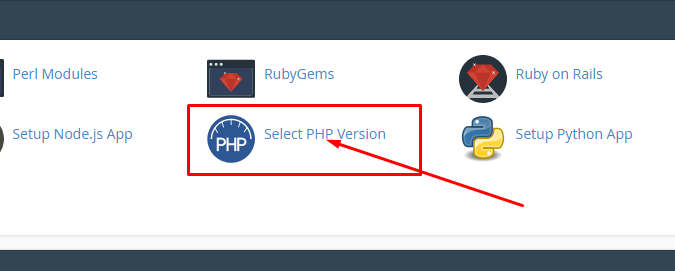 Perl Modules
RubyGems
Ruby on Rails
Setup Node.js App
PHP
Select PHP Version
Setup Python App